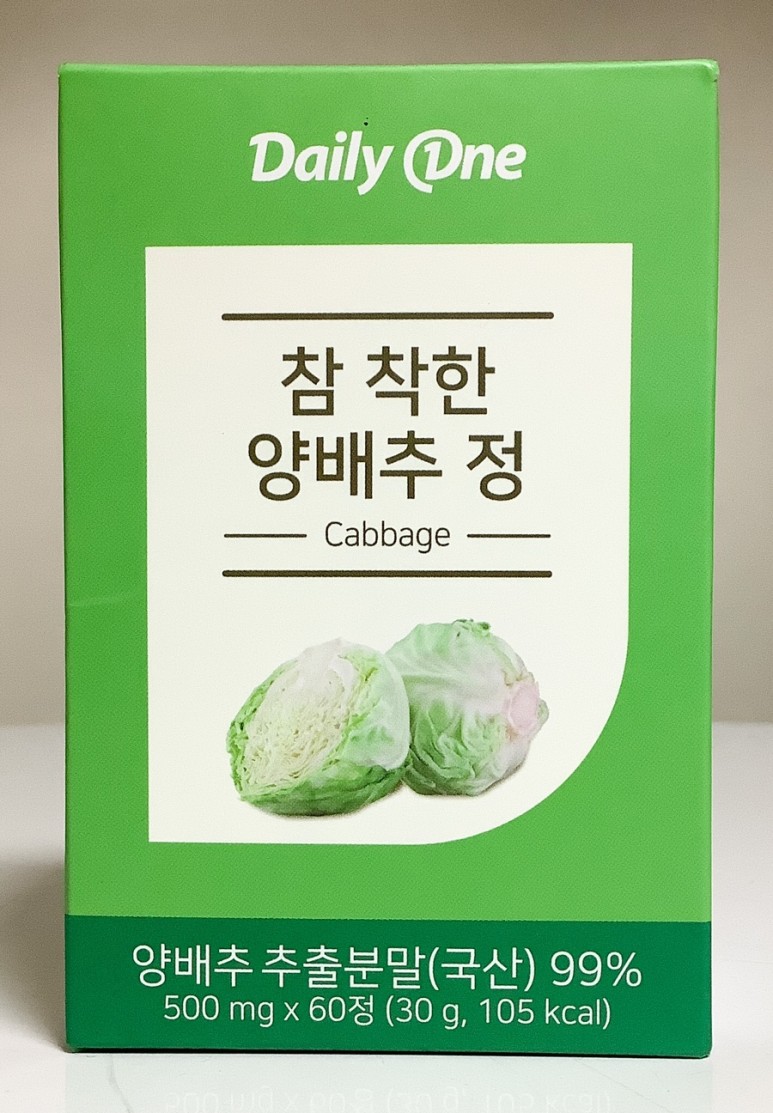 Daily One
참 착한
양배추 정
Cabbage
양배추 추출분말(국산) 99%
500 mg x 60정 (30 g, 105 kcal)